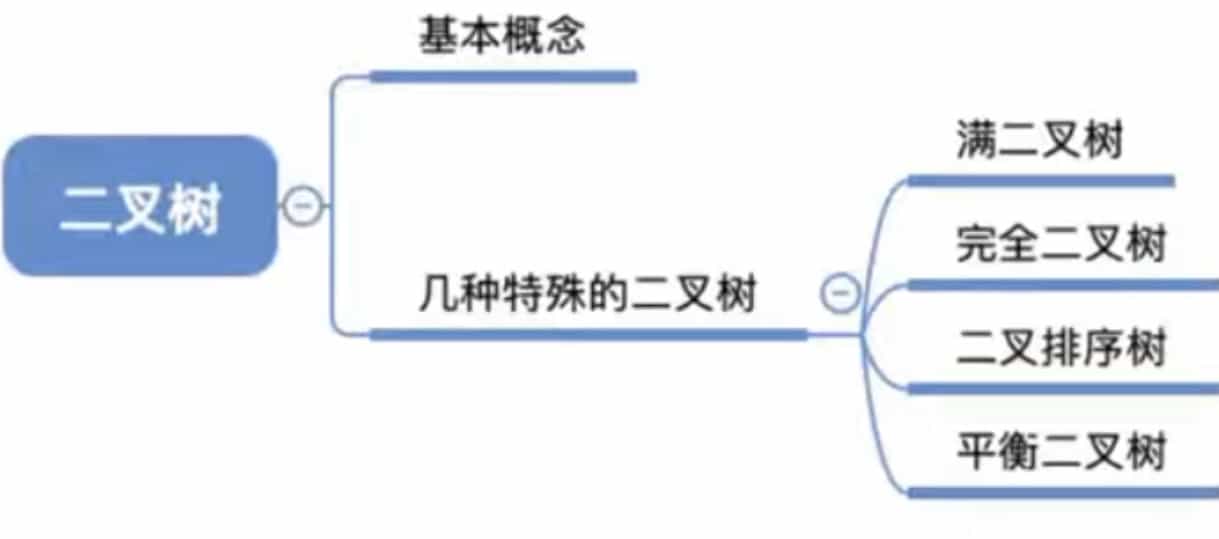 二叉树
基本概念
几种特殊的二叉树
满二叉树
完全二叉树
二叉排序树
平衡二叉树